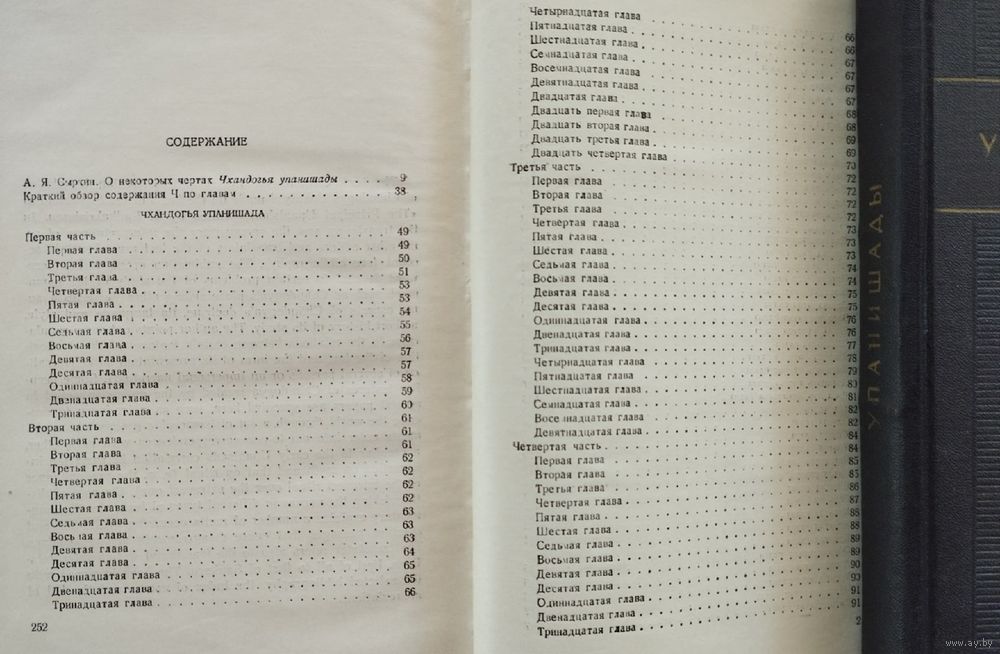 СОДЕРЖАНИЕ
А. Я. Сыркин. О некоторых чертах Чхандогья упанишады . . . . 9
Краткий обзор содержания Ч по главам . . . . . . . . . . 38
ЧХАНДОГЬЯ УПАНИШАДА
Первая часть . . . . . . . . . . 49
Первая глава . . . . . . . . . . 49
Вторая глава . . . . . . . . . . 50
Третья глава . . . . . . . . . . 51
Четвертая глава . . . . . . . . . . 53
Пятая глава . . . . . . . . . . 53
Шестая глава . . . . . . . . . . 54
Седьмая глава . . . . . . . . . . 55
Восьмая глава . . . . . . . . . . 56
Девятая глава . . . . . . . . . . 57
Десятая глава . . . . . . . . . . 57
Одиннадцатая глава . . . . . . . . . . 58
Двенадцатая глава . . . . . . . . . . 59
Тринадцатая глава . . . . . . . . . . 60
Вторая часть . . . . . . . . . . 61
Первая глава . . . . . . . . . . 61
Вторая глава . . . . . . . . . . 61
Третья глава . . . . . . . . . . 62
Четвертая глава . . . . . . . . . . 62
Пятая глава . . . . . . . . . . 62
Шестая глава . . . . . . . . . . 62
Седьмая глава . . . . . . . . . . 63
Восьмая глава . . . . . . . . . . 63
Девятая глава . . . . . . . . . . 63
Десятая глава . . . . . . . . . . 64
Одиннадцатая глава . . . . . . . . . . 65
Двенадцатая глава . . . . . . . . . . 65
Тринадцатая глава . . . . . . . . . . 66
252
Четырнадцатая глава . . . . . . . . . . 66
Пятнадцатая глава . . . . . . . . . . 66
Шестнадцатая глава . . . . . . . . . . 67
Семнадцатая глава . . . . . . . . . . 67
Восемнадцатая глава . . . . . . . . . . 67
Девятнадцатая глава . . . . . . . . . . 67
Двадцатая глава . . . . . . . . . . 68
Двадцать первая глава . . . . . . . . . . 68
Двадцать вторая глава . . . . . . . . . . 69
Двадцать третья глава . . . . . . . . . . 69
Двадцать четвертая глава . . . . . . . . . . 70
Третья часть . . . . . . . . . . 72
Первая глава . . . . . . . . . . 72
Вторая глава . . . . . . . . . . 72
Третья глава . . . . . . . . . . 72
Четвертая глава . . . . . . . . . . 73
Пятая глава . . . . . . . . . . 73
Шестая глава . . . . . . . . . . 73
Седьмая глава . . . . . . . . . . 74
Восьмая глава . . . . . . . . . . 74
Девятая глава . . . . . . . . . . 75
Десятая глава . . . . . . . . . . 75
Одиннадцатая глава . . . . . . . . . . 76
Двенадцатая глава . . . . . . . . . . 76
Тринадцатая глава . . . . . . . . . . 77
Четырнадцатая глава . . . . . . . . . . 78
Пятнадцатая глава . . . . . . . . . . 79
Шестнадцатая глава . . . . . . . . . . 80
Семнадцатая глава . . . . . . . . . . 81
Восемнадцатая глава . . . . . . . . . . 82
Девятнадцатая глава . . . . . . . . . . 82
Четвертая часть . . . . . . . . . . 84
Первая глава . . . . . . . . . . 84
Вторая глава . . . . . . . . . . 85
Третья глава . . . . . . . . . . 85
Четвертая глава . . . . . . . . . . 86
Пятая глава . . . . . . . . . . 87
Шестая глава . . . . . . . . . . 88
Седьмая глава . . . . . . . . . . 88
Восьмая глава . . . . . . . . . . 89
Девятая глава . . . . . . . . . . 89
Десятая глава . . . . . . . . . . 90
Одиннадцатая глава . . . . . . . . . . 90
Двенадцатая глава . . . . . . . . . . 91
Тринадцатая глава . . . . . . . . . . 91
2
УПАНИШАДЫ
У
www.ay.by